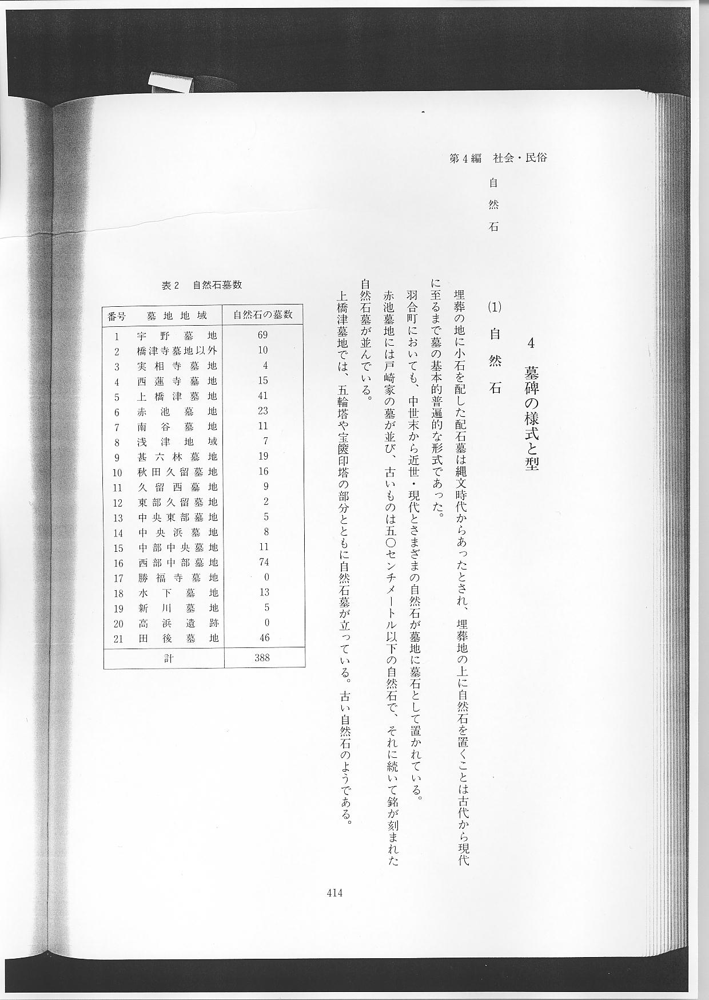 第4編 社会・民俗
自然石
4 墓碑の様式と型
(1) 自然石
埋葬の地に小石を配した配石墓は縄文時代からあったとされ、埋葬地の上に自然石を置くことは古代から現代
に至るまで墓の基本的普遍的な形式であった。
羽合町においても、中世末から近世・現代とさまざまの自然石が墓地に墓石として置かれている。
赤池墓地には戸崎家の墓が並び、古いものは五〇センチメートル以下の自然石で、それに続いて銘が刻まれた
自然石墓が並んでいる。
上橋津墓地では、五輪塔や宝篋印塔の部分とともに自然石墓が立っている。古い自然石のようである。
表2 自然石墓数
番号 墓地地域 自然石の墓数
1 宇野墓地 69
2 橋津寺墓地以外 10
3 実相寺墓地 4
4 西蓮寺墓地 15
5 上橋津墓地 41
6 赤池墓地 23
7 南谷墓地 11
8 浅津地域 7
9 甚六林墓地 19
10 秋田久留墓地 16
11 久留西墓地 9
12 東部久留墓地 2
13 中央東部墓地 5
14 中央浜墓地 8
15 中部中央墓地 11
16 西部中部墓地 74
17 勝福寺墓地 0
18 水下墓地 13
19 新川墓地 5
20 高浜遺跡 0
21 田後墓地 46
計 388
414